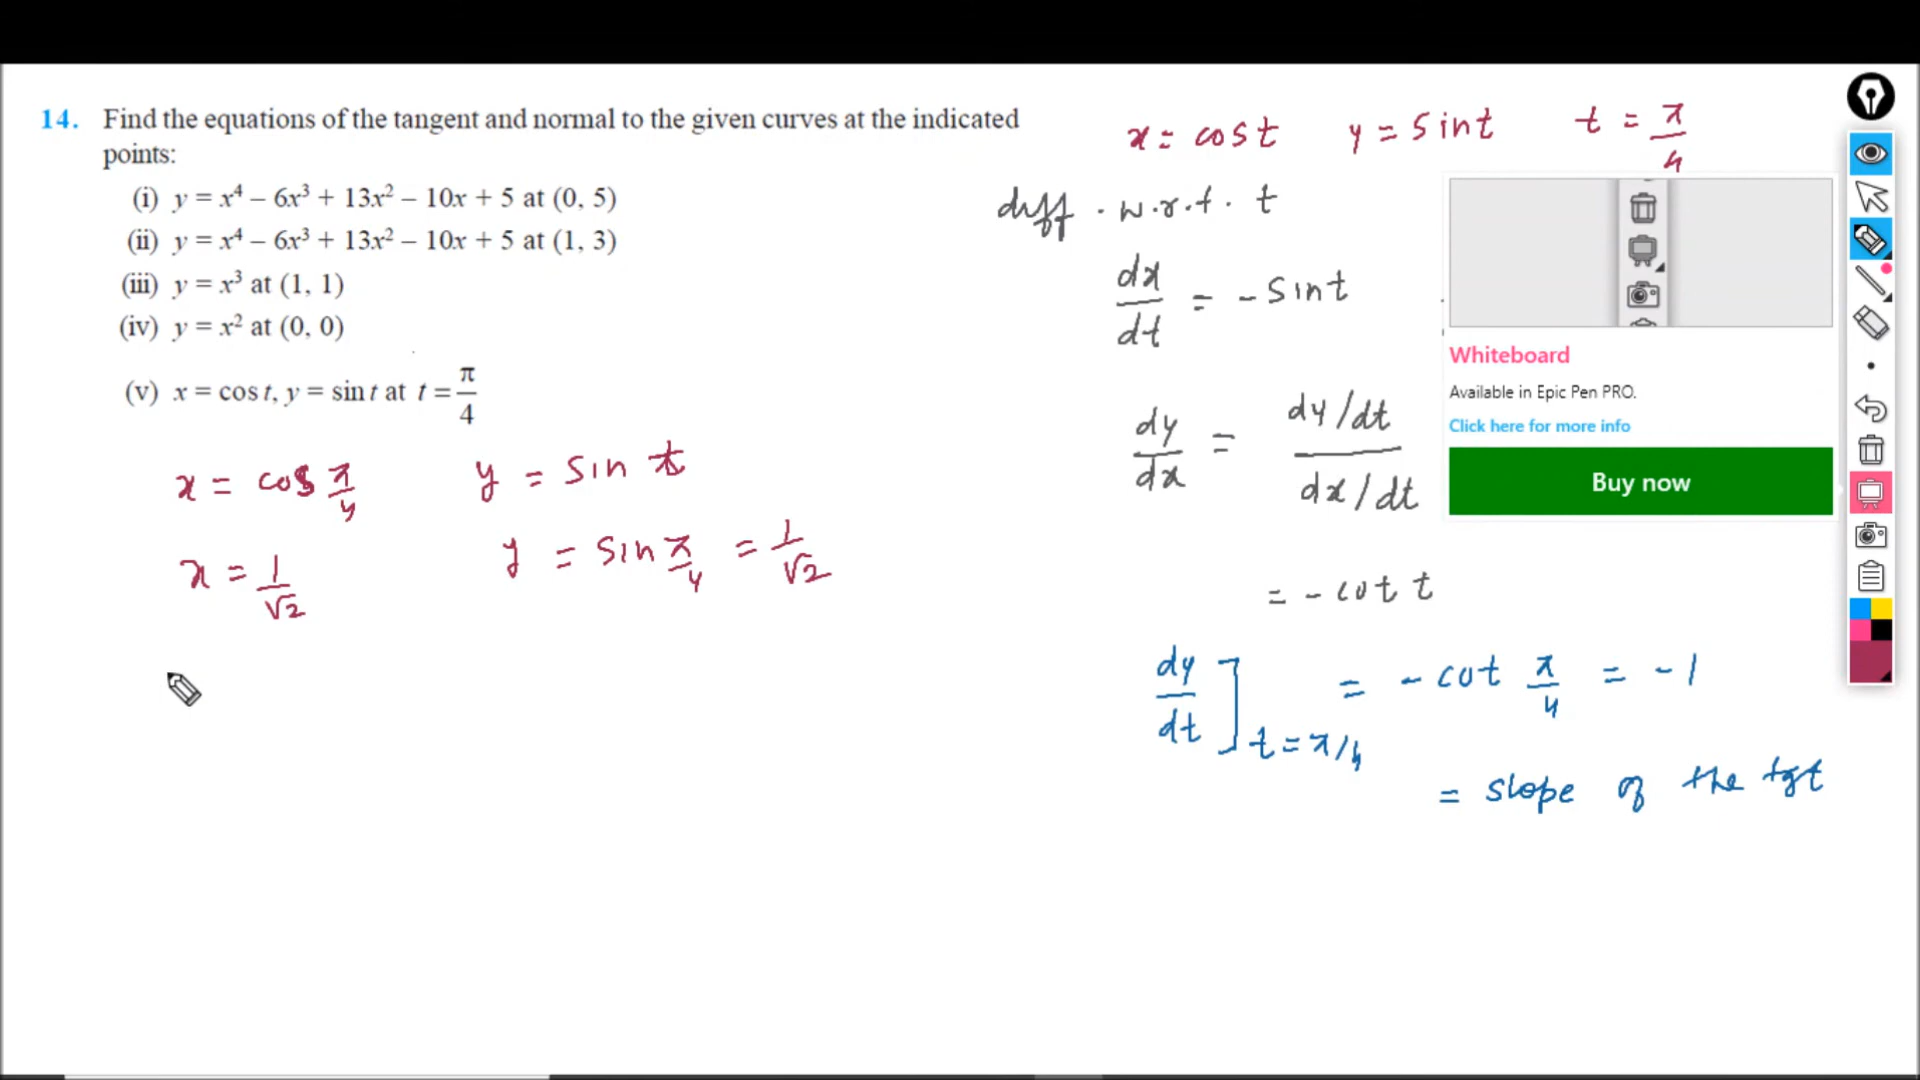 14. Find the equations of the tangent and normal to the given curves at the indicated
points:
(i) y = x⁴ – 6x³ + 13x² – 10x + 5 at (0, 5)
(ii) y = x⁴ – 6x³ + 13x² – 10x + 5 at (1, 3)
(iii) y = x³ at (1, 1)
(iv) y = x² at (0, 0)
(v) x = cos t, y = sin t at t = π/4
x = cos π/4 y = sin t
x = 1/√2 y = sin π/4 = 1/√2
x = cos t y = sin t t = π/4
diff. w.r.t. t
dx/dt = - sin t
dy/dx = dy/dt / dx/dt
= - cot t
dy/dt ]t = π/4 = - cot π/4 = -1
= slope of the tgt
Whiteboard
Available in Epic Pen PRO.
Click here for more info
Buy now